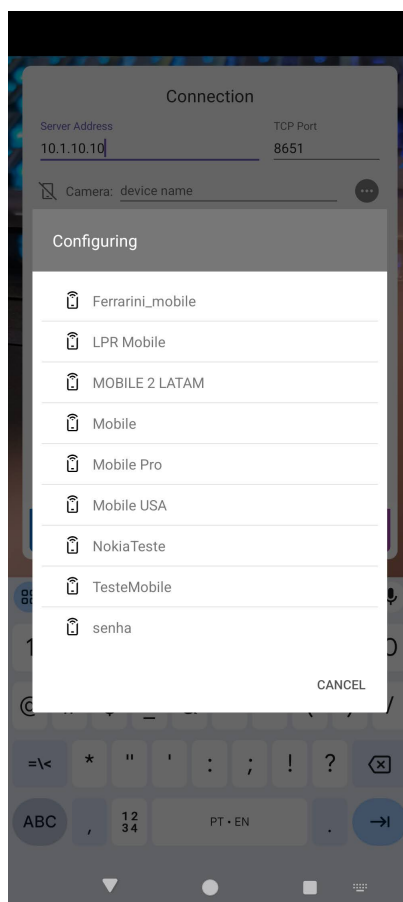 Connection
Server Address TCP Port
10.1.10.10 8651
Camera: device name
Configuring
Ferrarini_mobile
LPR Mobile
MOBILE 2 LATAM
Mobile
Mobile Pro
Mobile USA
NokiaTeste
TesteMobile
senha
CANCEL
=\< * " ' : ; ! ?
ABC , 12 PT • EN .
34